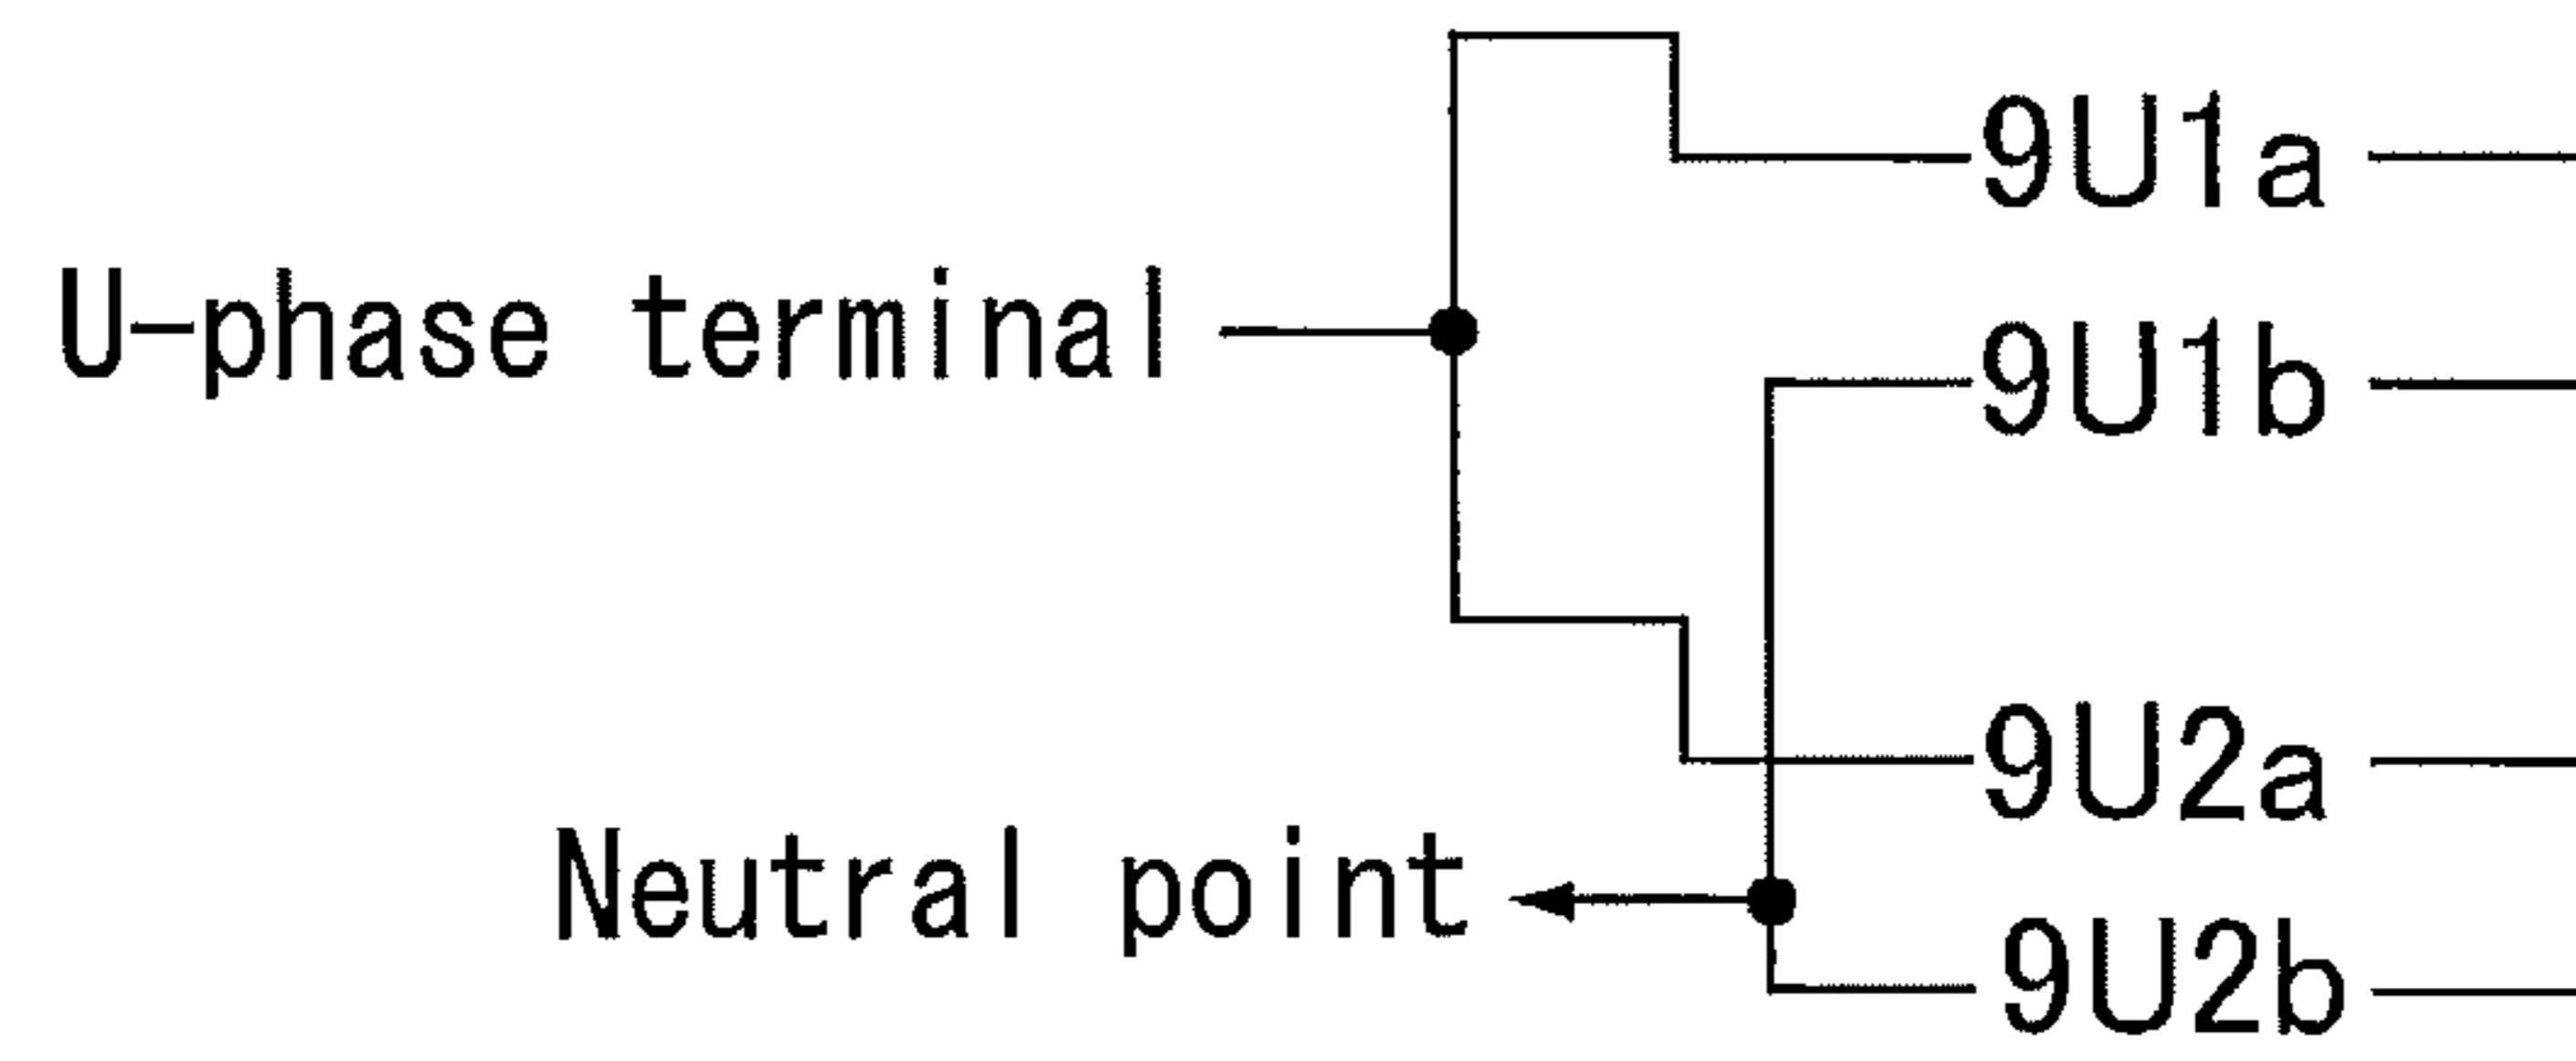 9U1a
U-phase terminal
9U1b
9U2a
Neutral point
9U2b